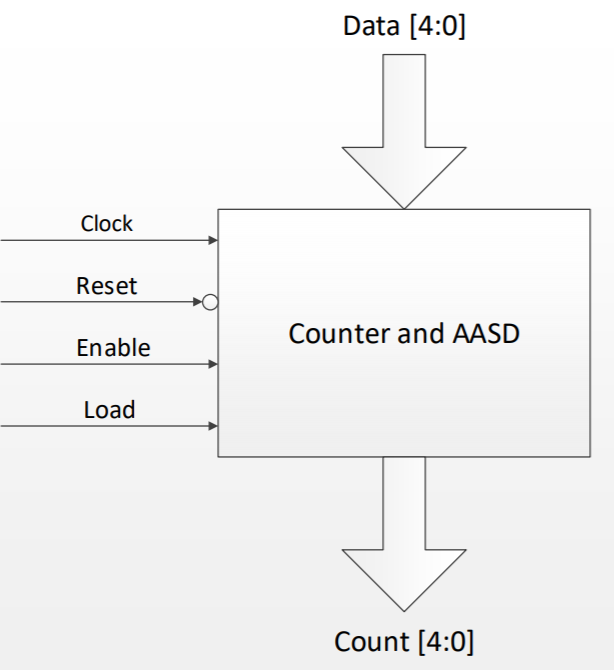 Data [4:0]
Clock
Reset
Enable
Load
Counter and AASD
Count [4:0]